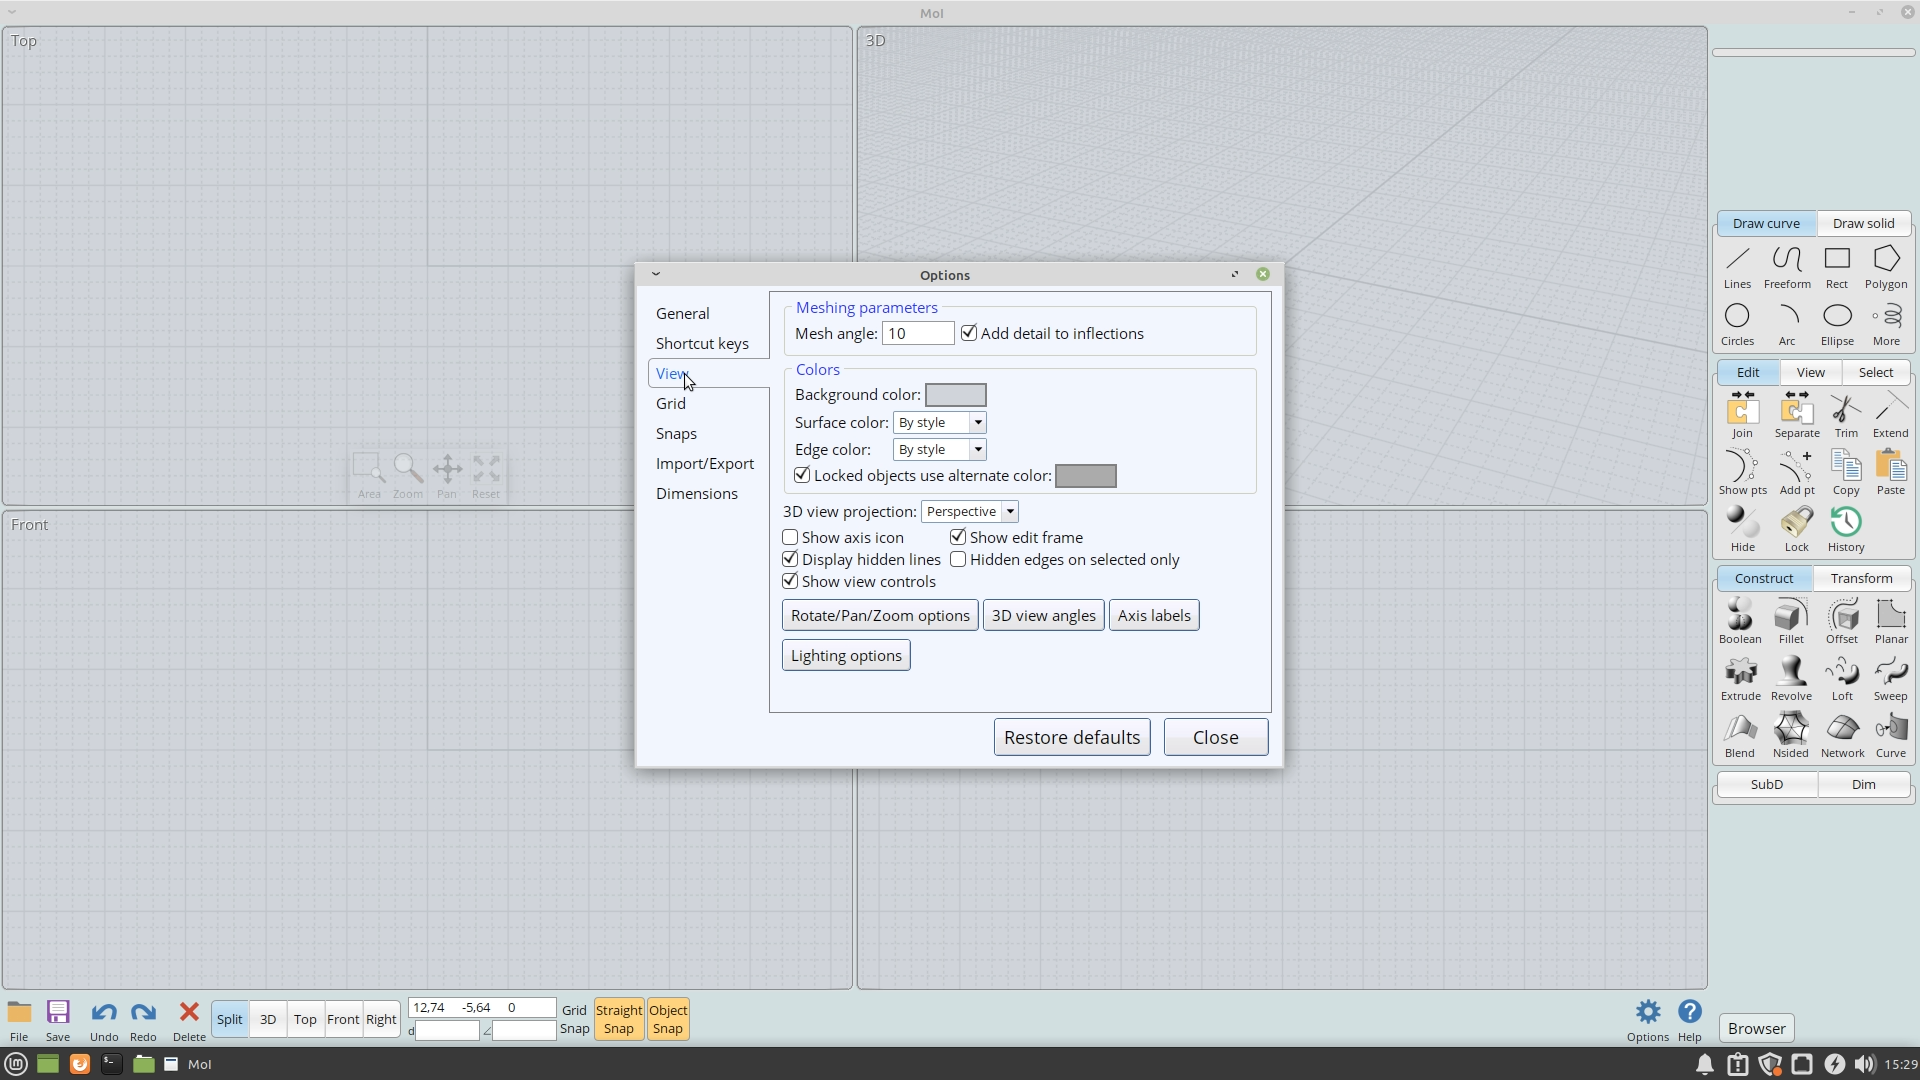 MoI
Top
3D
Draw curve Draw solid
Lines Freeform Rect Polygon
Circles Arc Ellipse More
Edit View Select
Join Separate Trim Extend
Show pts Add pt Copy Paste
Hide Lock History
Construct Transform
Boolean Fillet Offset Planar
Extrude Revolve Loft Sweep
Blend Nsided Network Curve
SubD Dim
Options
General
Shortcut keys
View
Grid
Snaps
Import/Export
Dimensions
Meshing parameters
Mesh angle: 10 Add detail to inflections
Colors
Background color:
Surface color: By style
Edge color: By style
Locked objects use alternate color:
3D view projection: Perspective
Show axis icon Show edit frame
Display hidden lines Hidden edges on selected only
Show view controls
Rotate/Pan/Zoom options 3D view angles Axis labels
Lighting options
Restore defaults Close
Area Zoom Pan Reset
Front
File Save Undo Redo Delete
Split 3D Top Front Right
12,74 -5,64 0
d
Grid Snap
Straight Snap
Object Snap
Options Help
Browser
MoI
15:29